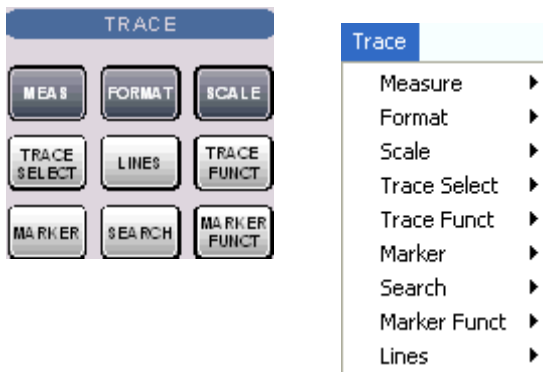 TRACE
MEAS
FORMAT
SCALE
TRACE
SELECT
LINES
TRACE
FUNCT
MARKER
SEARCH
MARKER
FUNCT
Trace
Measure
Format
Scale
Trace Select
Trace Funct
Marker
Search
Marker Funct
Lines